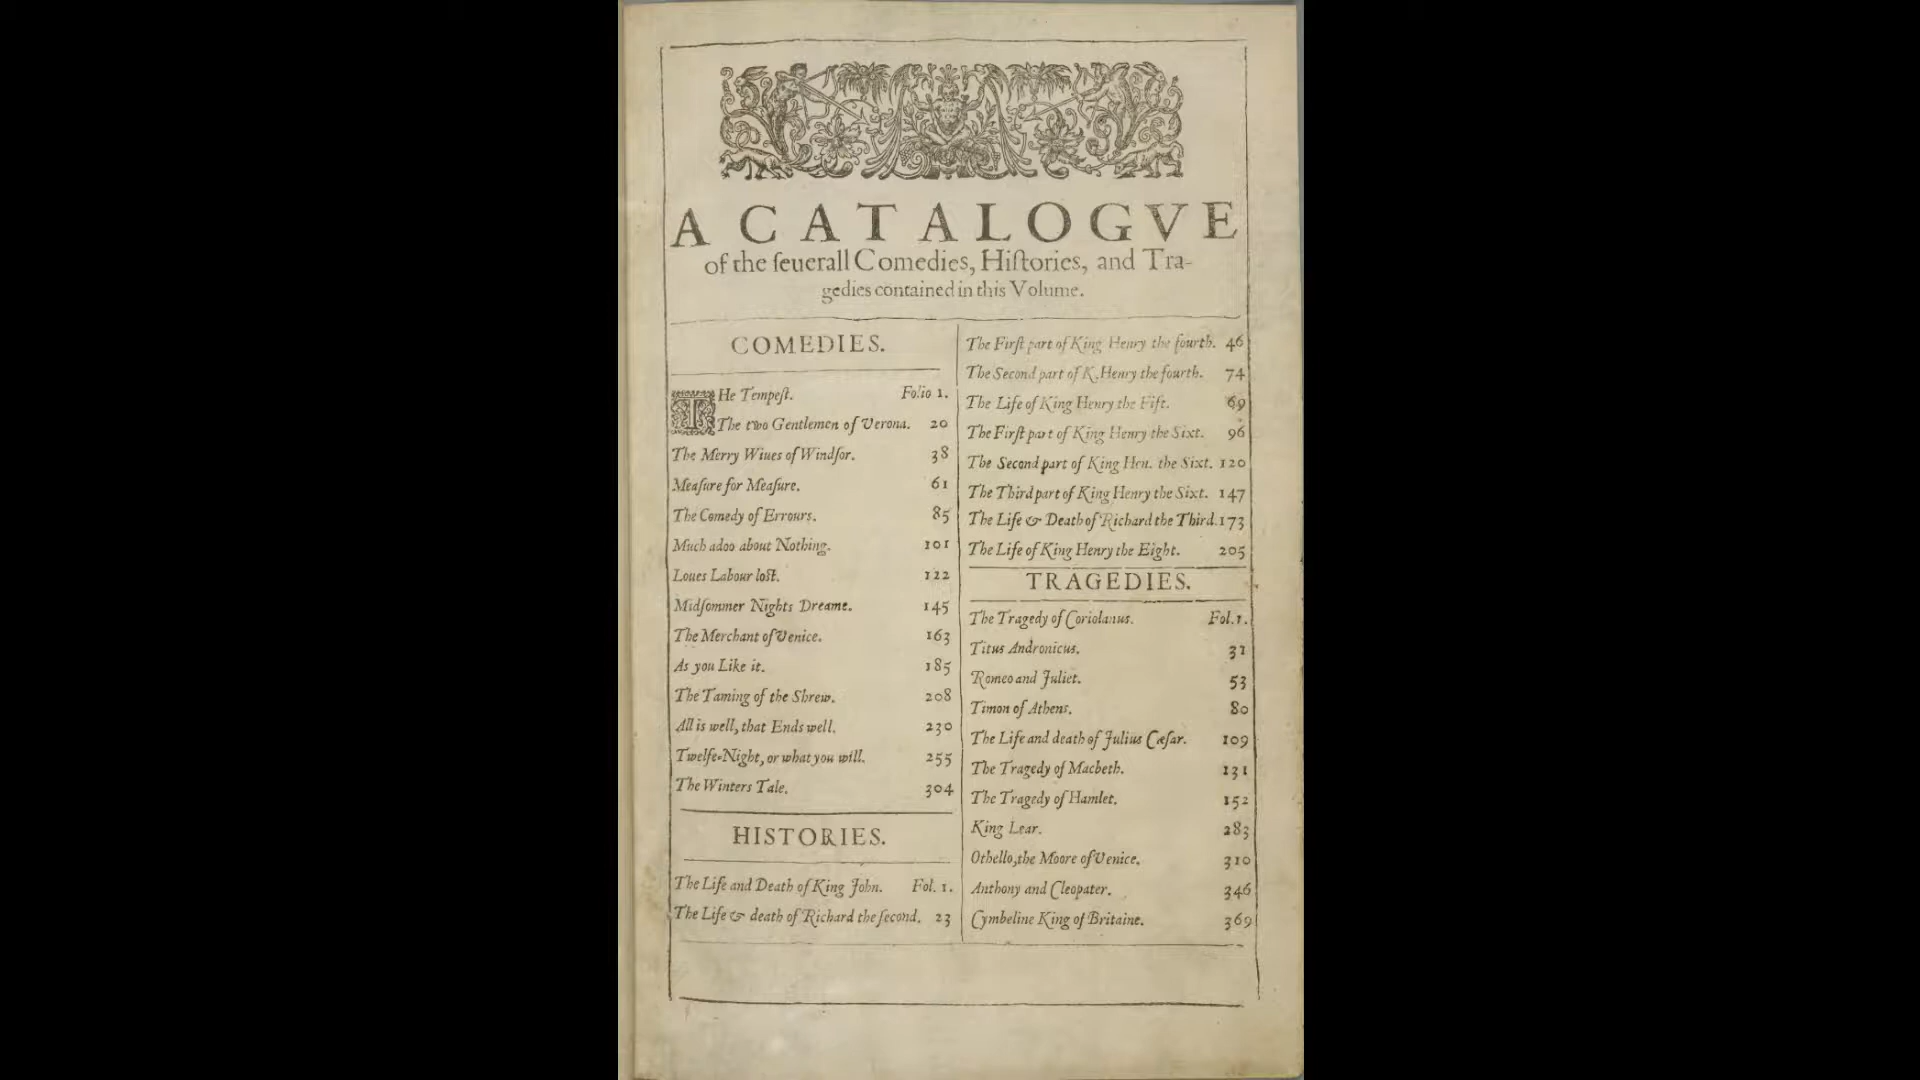 A CATALOGVE
of the ſeuerall Comedies, Hiſtories, and Tra-
gedies contained in this Volume.
COMEDIES.
THe Tempeſt. Folio 1.
The two Gentlemen of Verona. 20
The Merry Wiues of Windſor. 38
Meaſure for Meaſure. 61
The Comedy of Errours. 85
Much adoo about Nothing. 101
Loues Labour loſt. 122
Midſommer Nights Dreame. 145
The Merchant of Venice. 163
As you Like it. 185
The Taming of the Shrew. 208
All is well, that Ends well. 230
Twelfe-Night, or what you will. 255
The Winters Tale. 304
HISTORIES.
The Life and Death of King John. Fol. 1.
The Life & death of Richard the ſecond. 23
The Firſt part of King Henry the fourth. 46
The Second part of K. Henry the fourth. 74
The Life of King Henry the Fift. 69
The Firſt part of King Henry the Sixt. 96
The Second part of King Hen. the Sixt. 120
The Third part of King Henry the Sixt. 147
The Life & Death of Richard the Third. 173
The Life of King Henry the Eight. 205
TRAGEDIES.
The Tragedy of Coriolanus. Fol. 1.
Titus Andronicus. 31
Romeo and Juliet. 53
Timon of Athens. 80
The Life and death of Julius Cæſar. 109
The Tragedy of Macbeth. 131
The Tragedy of Hamlet. 152
King Lear. 283
Othello, the Moore of Venice. 310
Anthony and Cleopater. 346
Cymbeline King of Britaine. 369